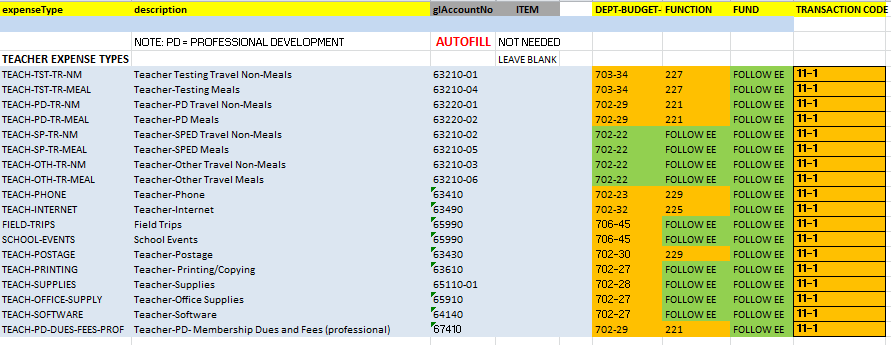 expenseType description glAccountNo ITEM DEPT-BUDGET- FUNCTION FUND TRANSACTION CODE
NOTE: PD = PROFESSIONAL DEVELOPMENT AUTOFILL NOT NEEDED
TEACHER EXPENSE TYPES LEAVE BLANK
TEACH-TST-TR-NM Teacher Testing Travel Non-Meals 63210-01 703-34 227 FOLLOW EE 11-1
TEACH-TST-TR-MEAL Teacher-Testing Meals 63210-04 703-34 227 FOLLOW EE 11-1
TEACH-PD-TR-NM Teacher-PD Travel Non-Meals 63220-01 702-29 221 FOLLOW EE 11-1
TEACH-PD-TR-MEAL Teacher-PD Meals 63220-02 702-29 221 FOLLOW EE 11-1
TEACH-SP-TR-NM Teacher-SPED Travel Non-Meals 63210-02 702-22 FOLLOW EE FOLLOW EE 11-1
TEACH-SP-TR-MEAL Teacher-SPED Meals 63210-05 702-22 FOLLOW EE FOLLOW EE 11-1
TEACH-OTH-TR-NM Teacher-Other Travel Non-Meals 63210-03 702-22 FOLLOW EE FOLLOW EE 11-1
TEACH-OTH-TR-MEAL Teacher-Other Travel Meals 63210-06 702-22 FOLLOW EE FOLLOW EE 11-1
TEACH-PHONE Teacher-Phone 63410 702-23 229 FOLLOW EE 11-1
TEACH-INTERNET Teacher-Internet 63490 702-32 225 FOLLOW EE 11-1
FIELD-TRIPS Field Trips 65990 706-45 FOLLOW EE FOLLOW EE 11-1
SCHOOL-EVENTS School Events 65990 706-45 FOLLOW EE FOLLOW EE 11-1
TEACH-POSTAGE Teacher-Postage 63430 702-30 229 FOLLOW EE 11-1
TEACH-PRINTING Teacher- Printing/Copying 63610 702-27 FOLLOW EE FOLLOW EE 11-1
TEACH-SUPPLIES Teacher-Supplies 65110-01 702-28 FOLLOW EE FOLLOW EE 11-1
TEACH-OFFICE-SUPPLY Teacher-Office Supplies 65910 702-27 FOLLOW EE FOLLOW EE 11-1
TEACH-SOFTWARE Teacher-Software 64140 702-27 FOLLOW EE FOLLOW EE 11-1
TEACH-PD-DUES-FEES-PROF Teacher-PD- Membership Dues and Fees (professional) 67410 702-29 221 FOLLOW EE 11-1